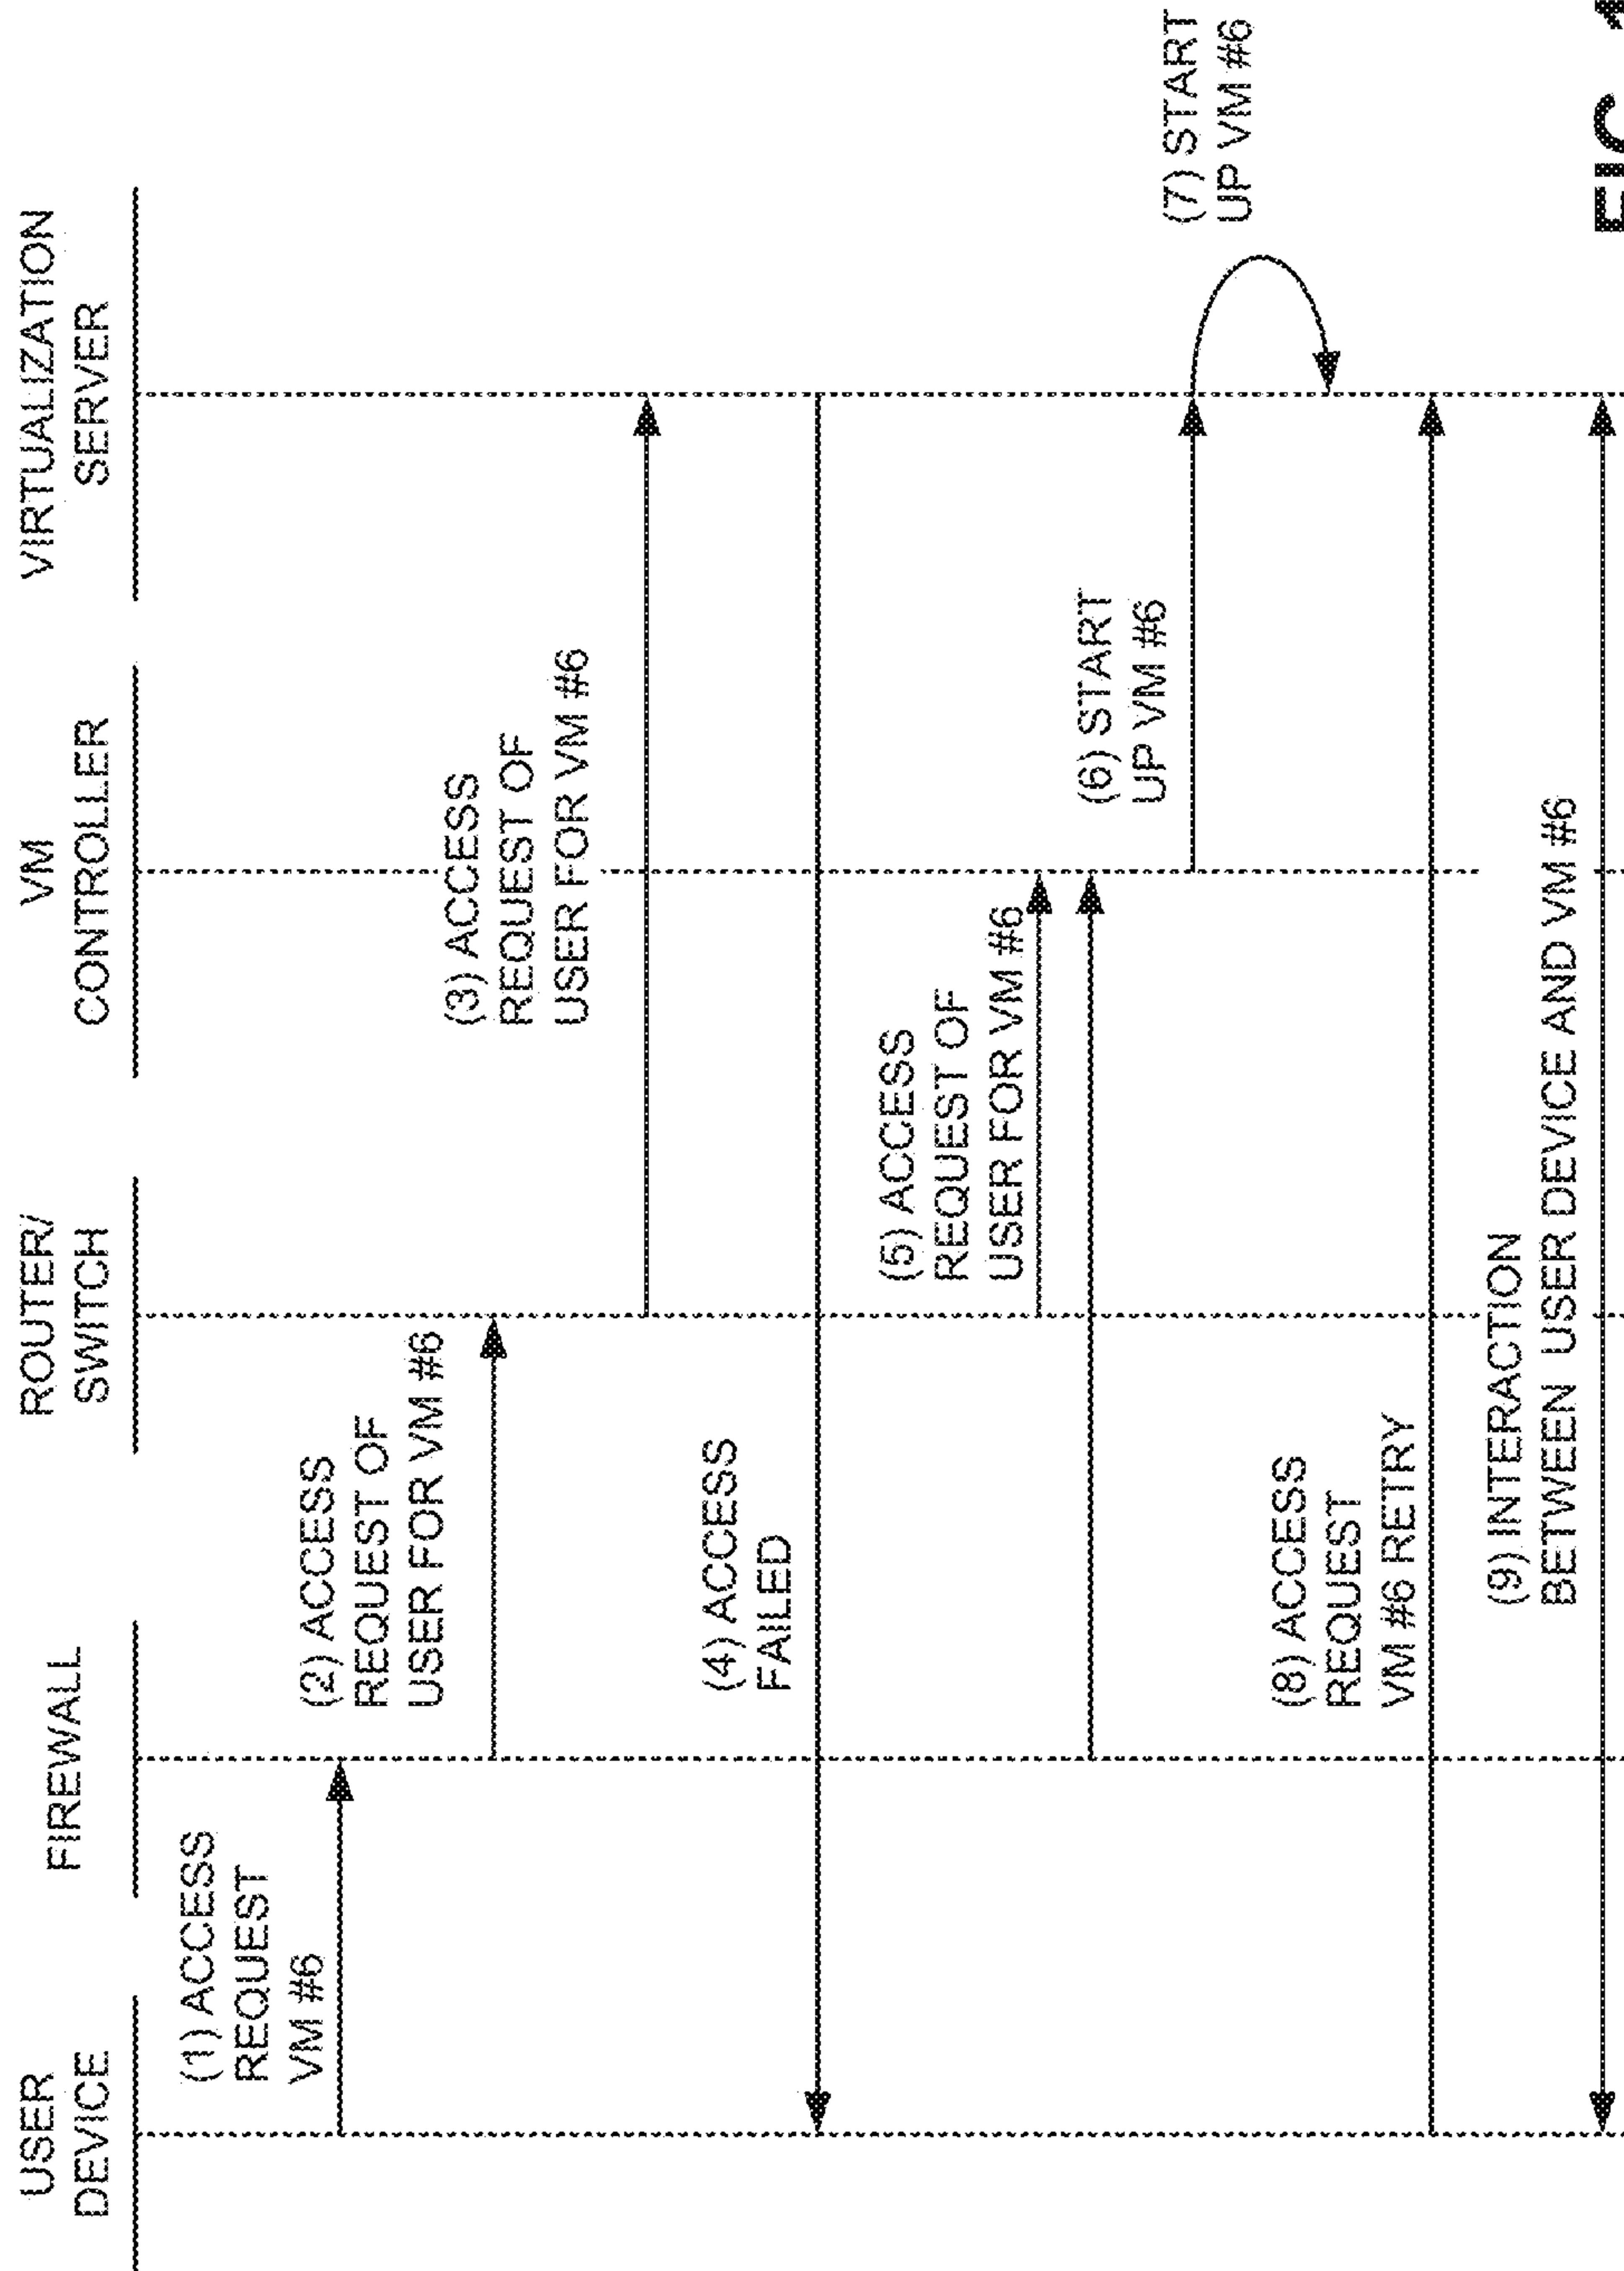 USER
DEVICE
FIREWALL
ROUTER/
SWITCH
VM
CONTROLLER
VIRTUALIZATION
SERVER
(1) ACCESS
REQUEST
VM #6
(2) ACCESS
REQUEST OF
USER FOR VM #6
(3) ACCESS
REQUEST OF
USER FOR VM #6
(4) ACCESS
FAILED
(5) ACCESS
REQUEST OF
USER FOR VM #6
(6) START
UP VM #6
(7) START
UP VM #6
(8) ACCESS
REQUEST
VM #6 RETRY
(9) INTERACTION
BETWEEN USER DEVICE AND VM #6